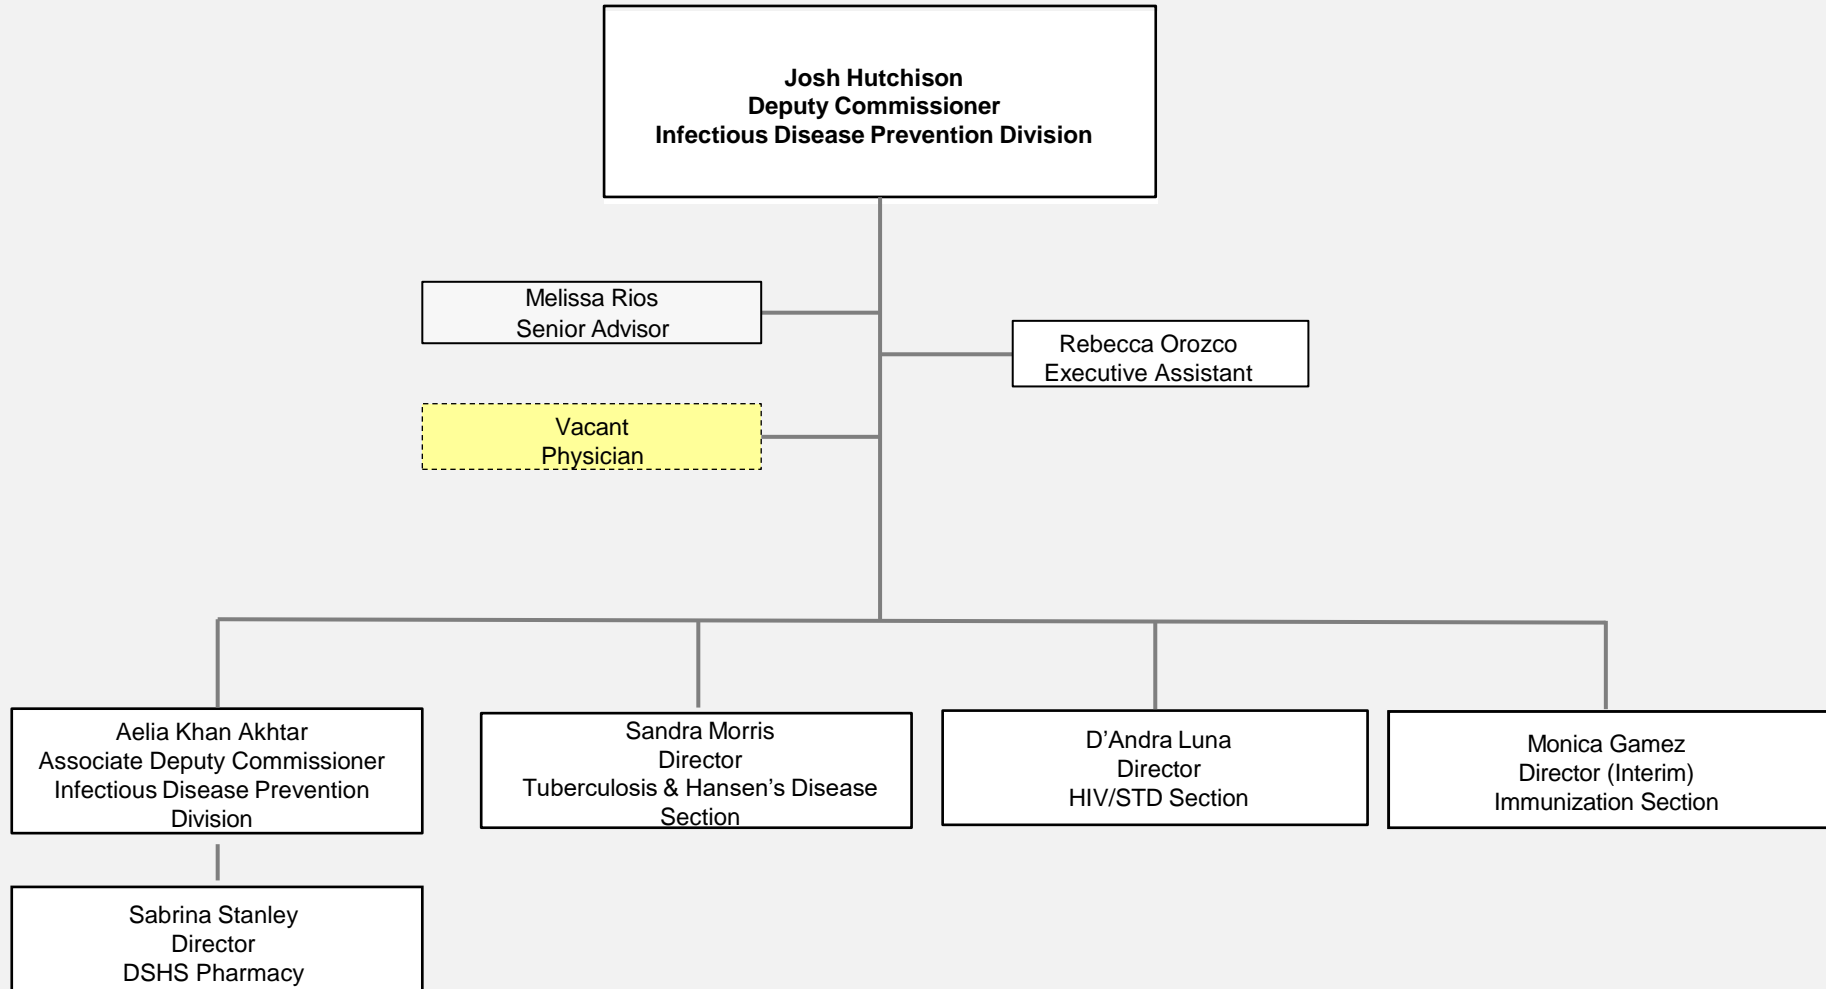 Josh Hutchison
Deputy Commissioner
Infectious Disease Prevention Division
Melissa Rios
Senior Advisor
Rebecca Orozco
Executive Assistant
Vacant
Physician
Aelia Khan Akhtar
Associate Deputy Commissioner
Infectious Disease Prevention
Division
Sandra Morris
Director
Tuberculosis & Hansen’s Disease
Section
D’Andra Luna
Director
HIV/STD Section
Monica Gamez
Director (Interim)
Immunization Section
Sabrina Stanley
Director
DSHS Pharmacy